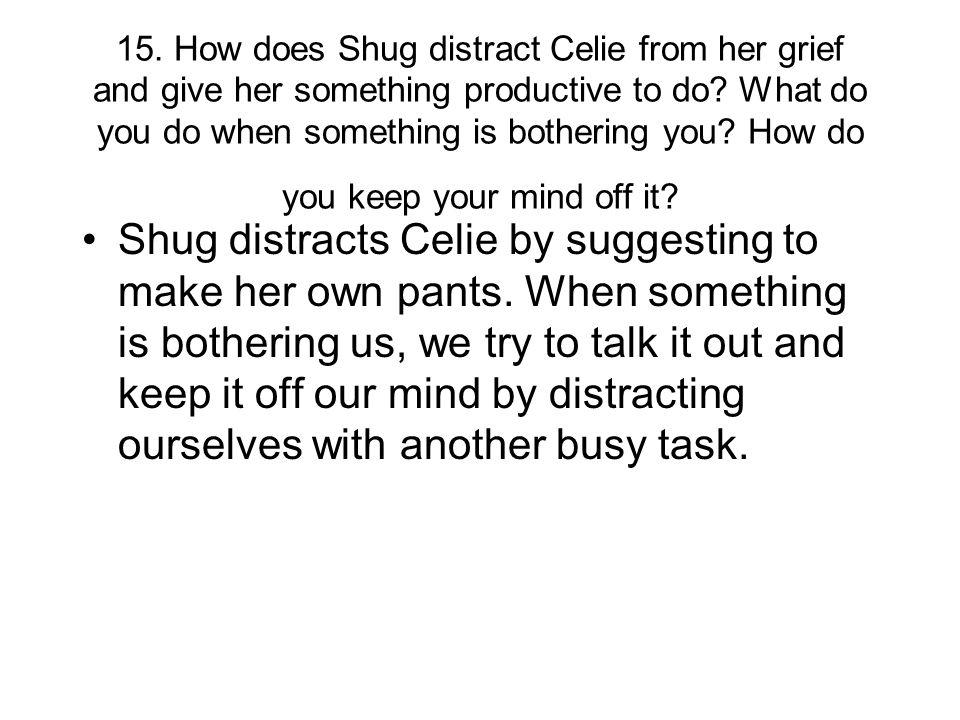 15. How does Shug distract Celie from her grief
and give her something productive to do? What do
you do when something is bothering you? How do
you keep your mind off it?
• Shug distracts Celie by suggesting to
make her own pants. When something
is bothering us, we try to talk it out and
keep it off our mind by distracting
ourselves with another busy task.